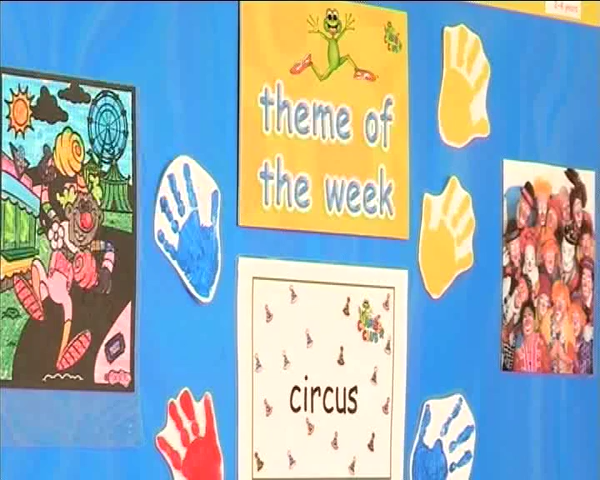 theme of
the week
circus